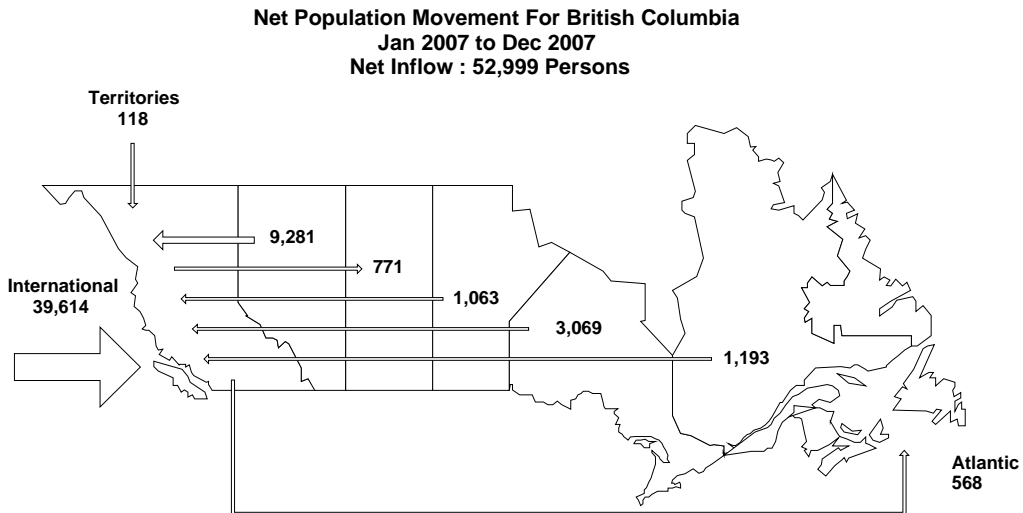 Net Population Movement For British Columbia
Jan 2007 to Dec 2007
Net Inflow : 52,999 Persons
Territories
118
9,281
771
International
39,614
1,063
3,069
1,193
Atlantic
568